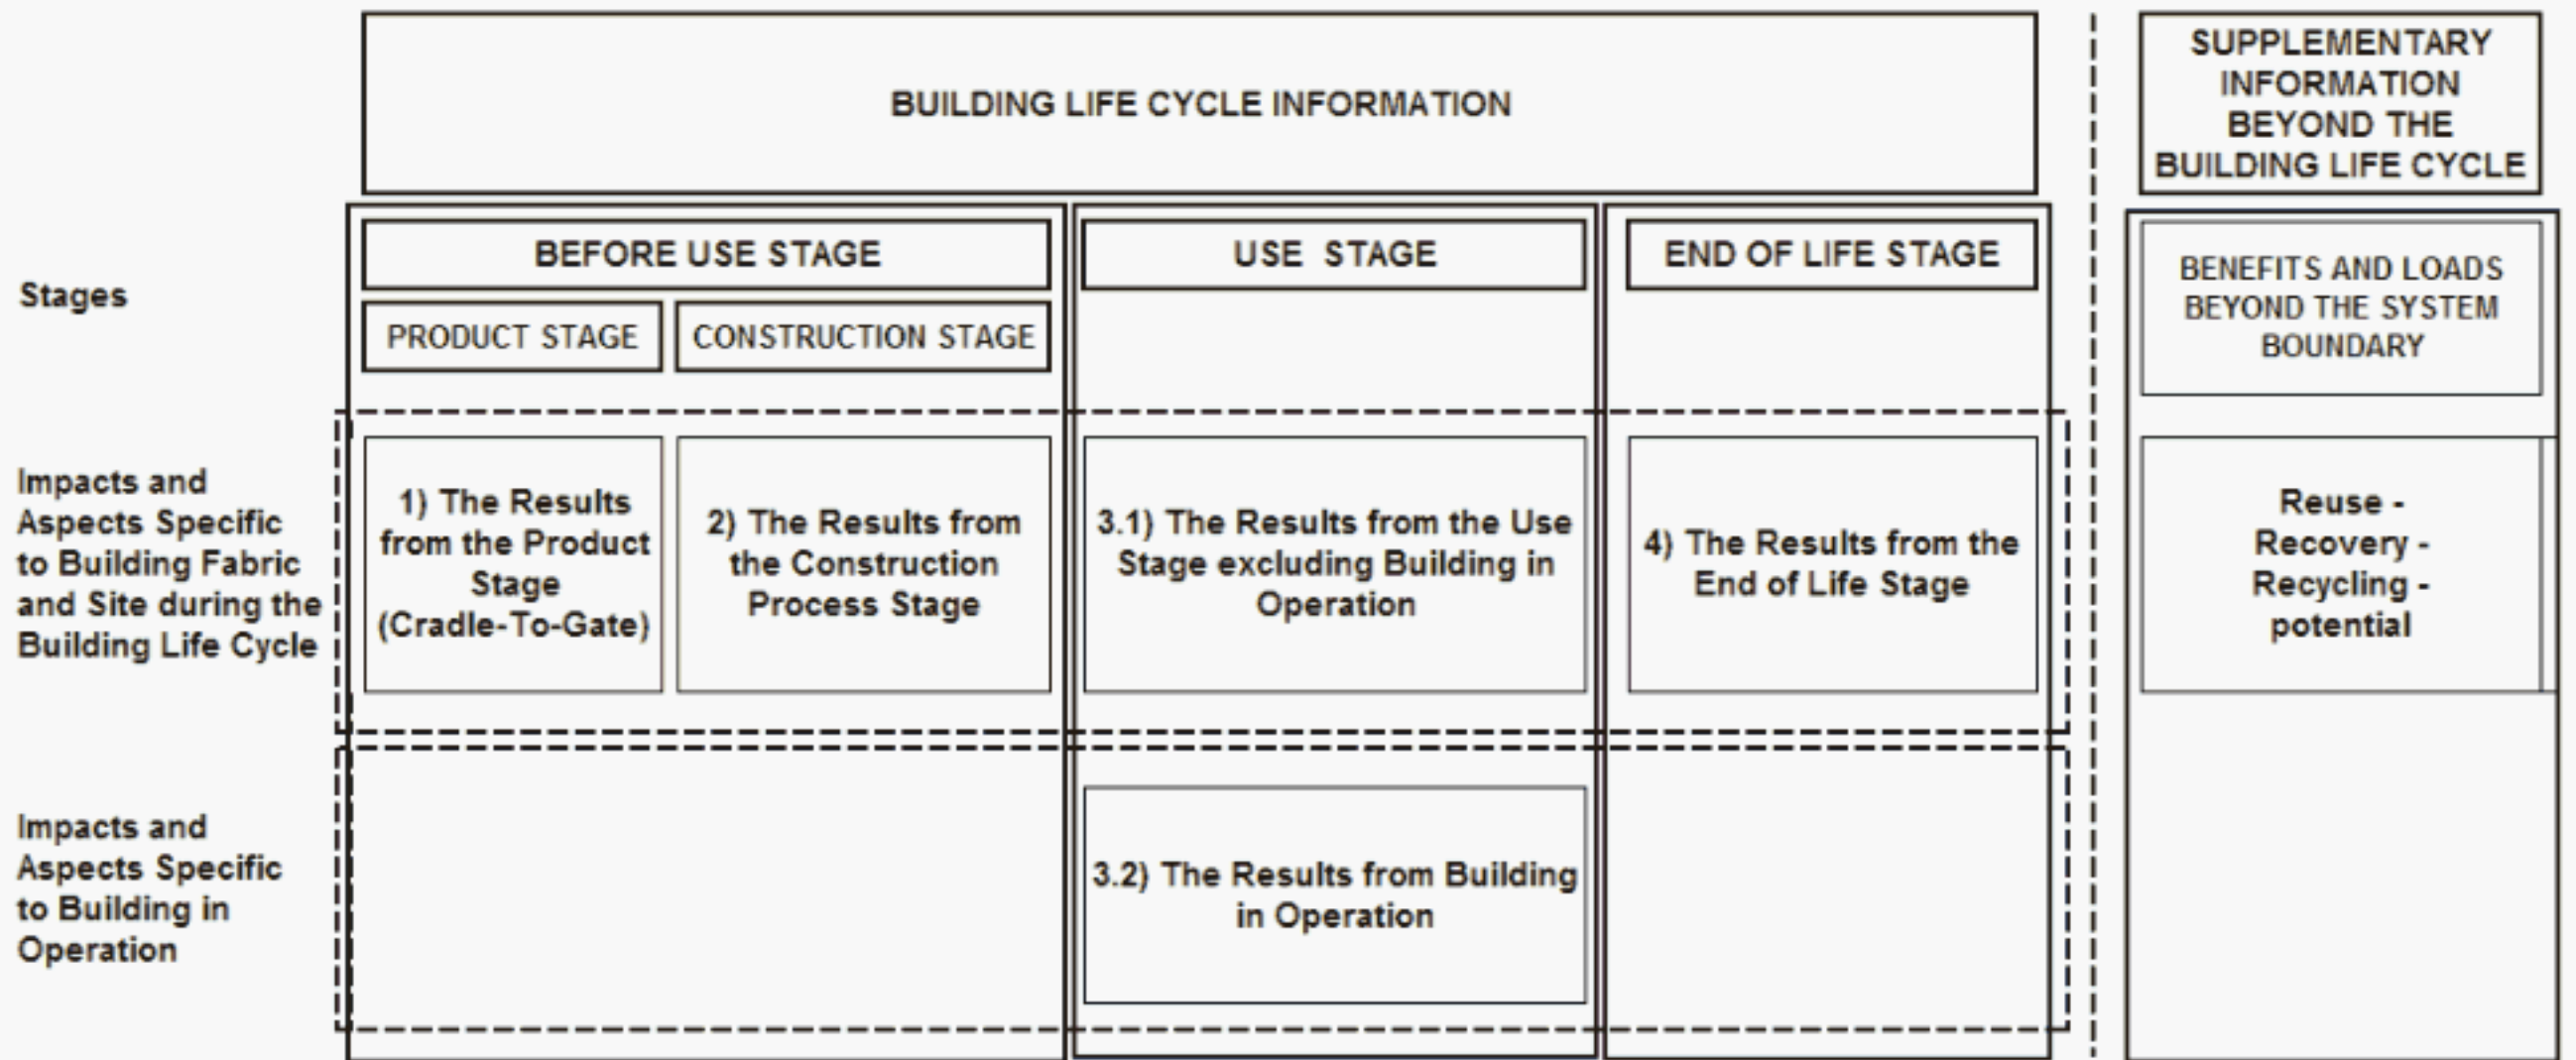 BUILDING LIFE CYCLE INFORMATION
SUPPLEMENTARY
INFORMATION
BEYOND THE
BUILDING LIFE CYCLE
Stages
BEFORE USE STAGE
PRODUCT STAGE
CONSTRUCTION STAGE
USE STAGE
END OF LIFE STAGE
BENEFITS AND LOADS
BEYOND THE SYSTEM
BOUNDARY
Impacts and
Aspects Specific
to Building Fabric
and Site during the
Building Life Cycle
1) The Results
from the Product
Stage
(Cradle-To-Gate)
2) The Results from
the Construction
Process Stage
3.1) The Results from the Use
Stage excluding Building in
Operation
4) The Results from the
End of Life Stage
Reuse -
Recovery -
Recycling -
potential
Impacts and
Aspects Specific
to Building in
Operation
3.2) The Results from Building
in Operation